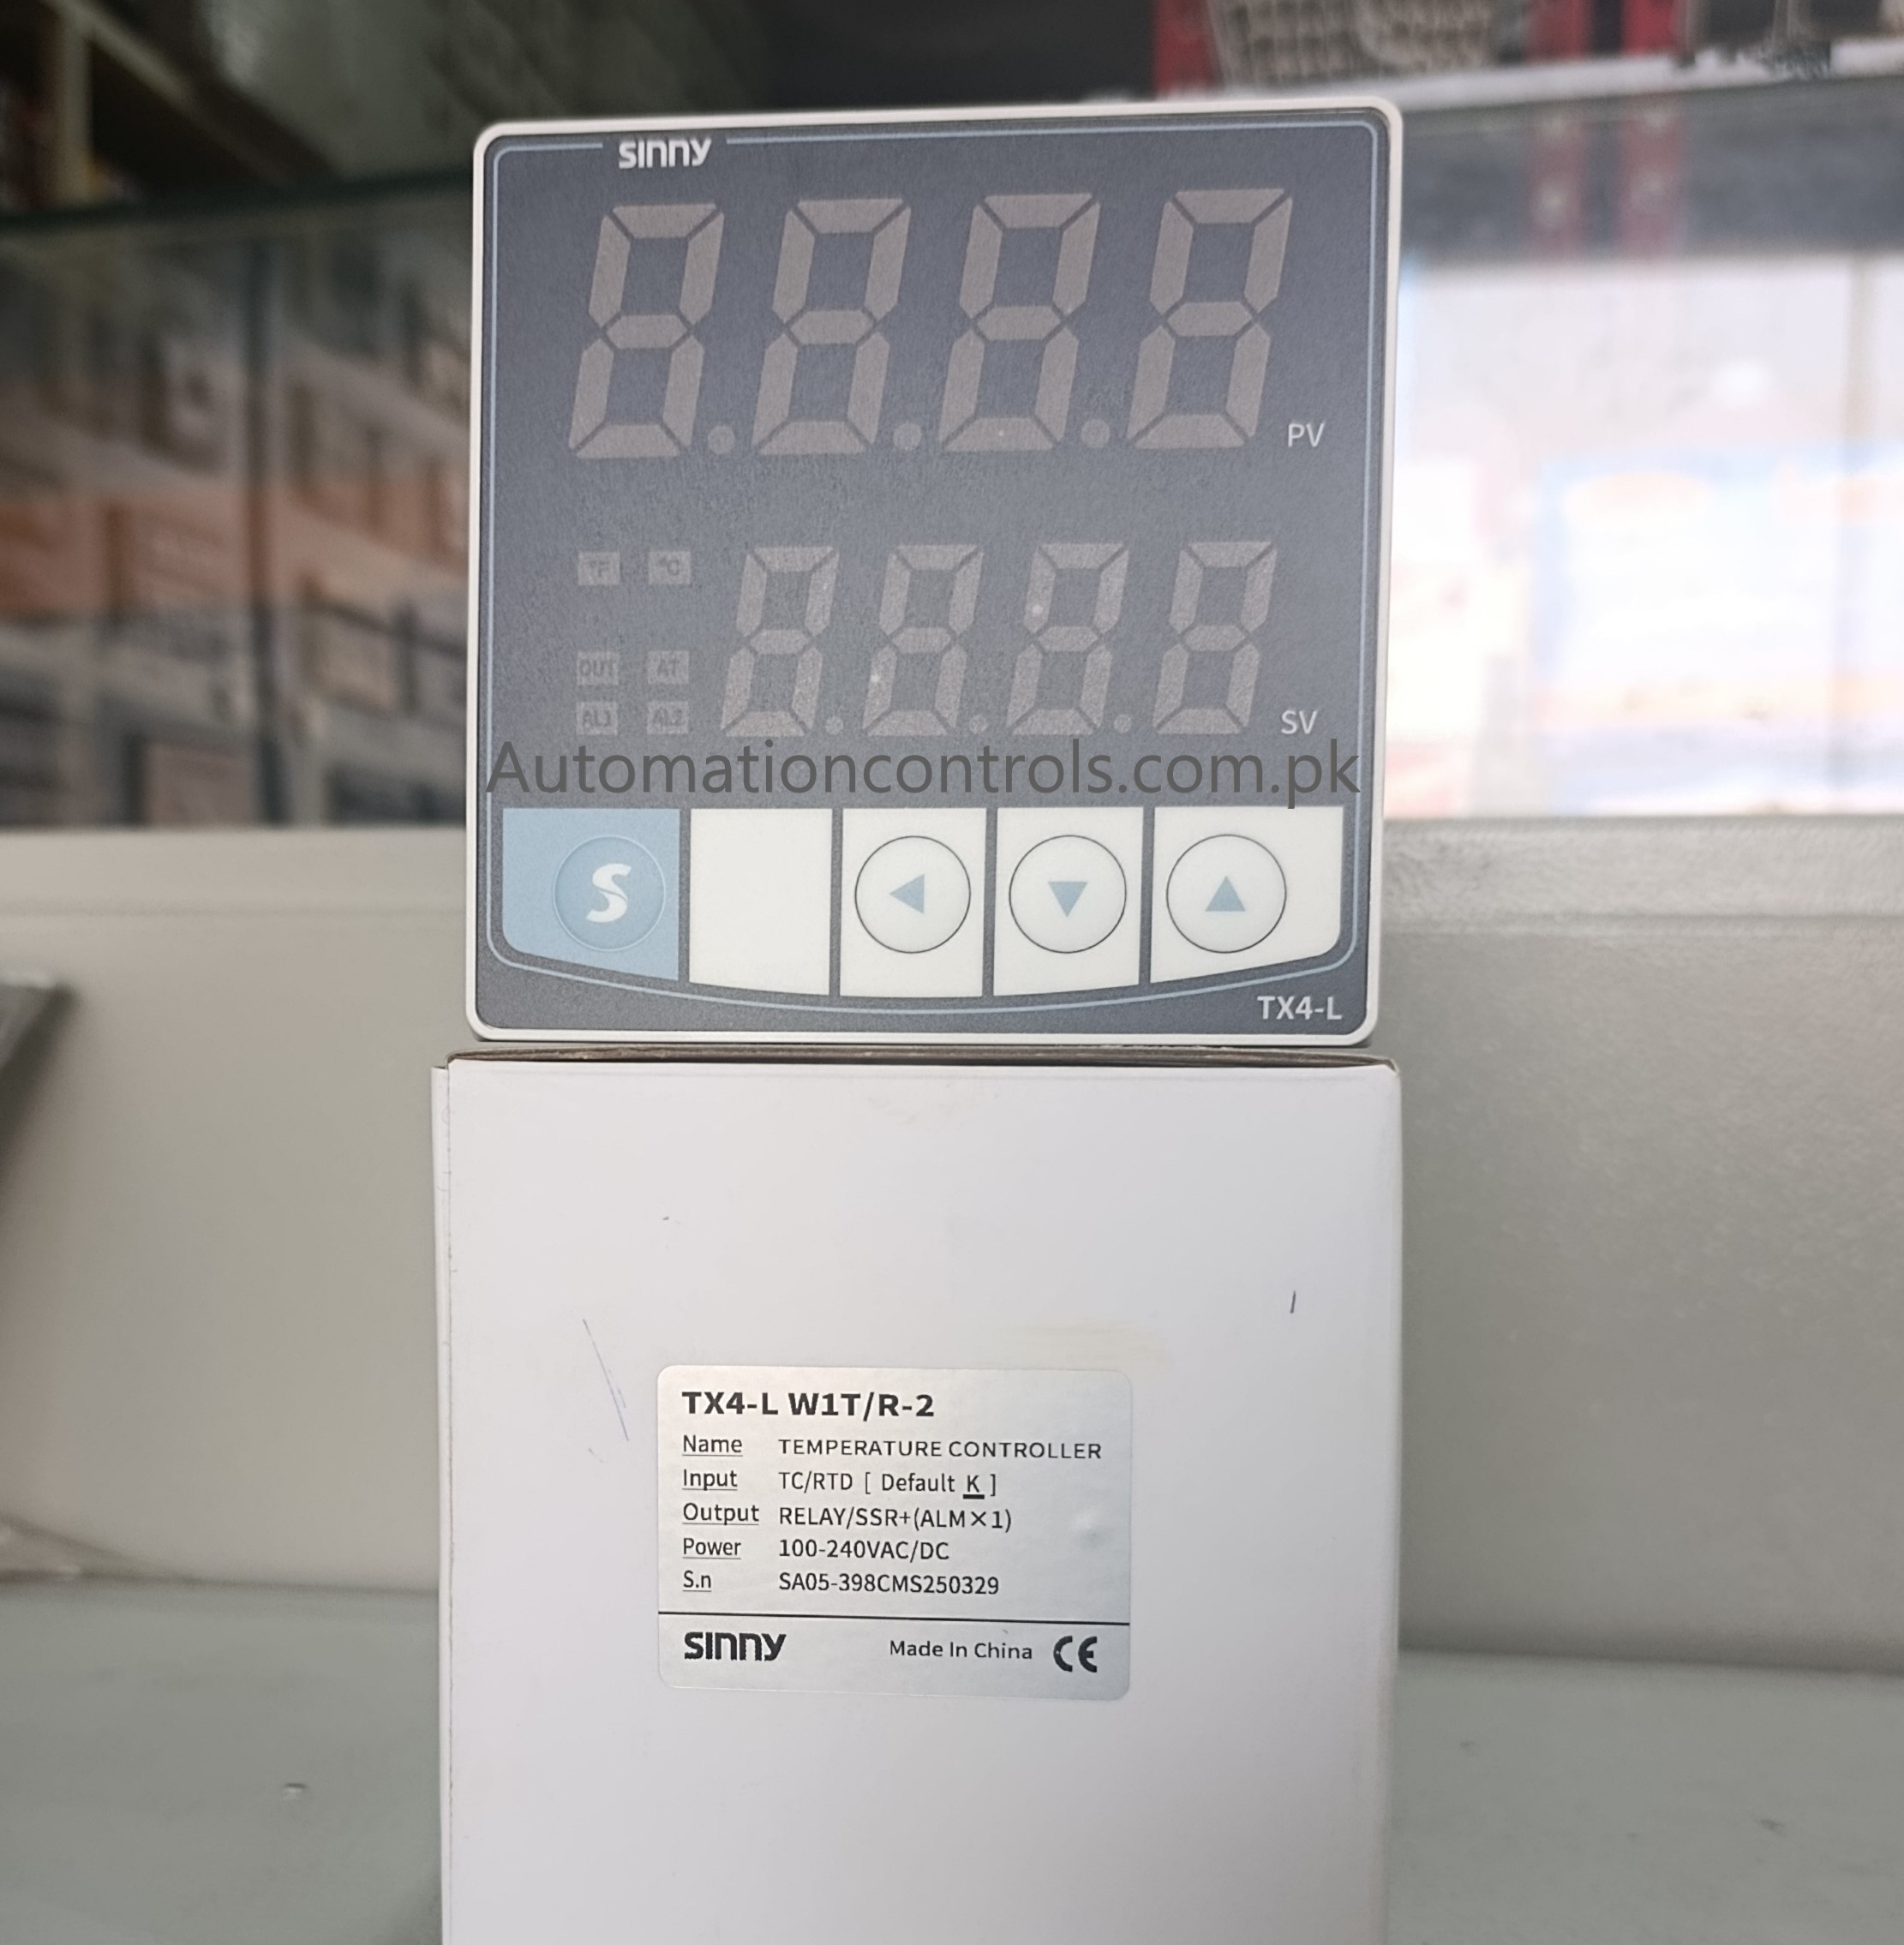 sinny
PV
°F °C
OUT AT
AL1 AL2
SV
Automationcontrols.com.pk
S
TX4-L
TX4-L W1T/R-2
Name TEMPERATURE CONTROLLER
Input TC/RTD [ Default K ]
Output RELAY/SSR+(ALM×1)
Power 100-240VAC/DC
S.n SA05-398CMS250329
sinny Made In China CE